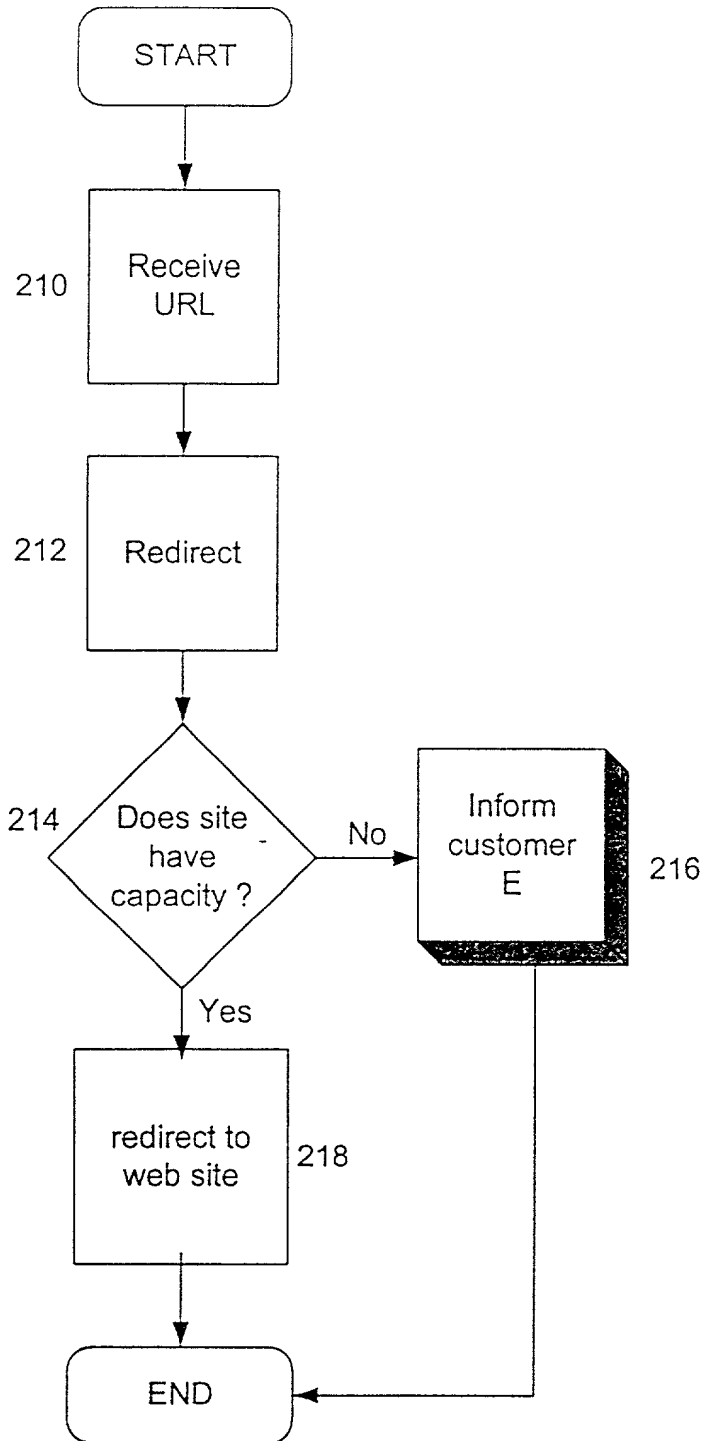 START
210
Receive
URL
212
Redirect
214
Does site
have
capacity ?
No
Inform
customer
E
216
Yes
redirect to
web site
218
END